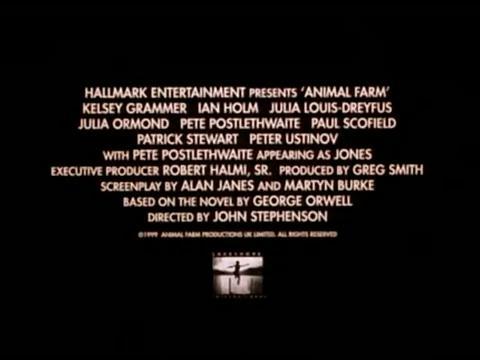 HALLMARK ENTERTAINMENT PRESENTS 'ANIMAL FARM'
KELSEY GRAMMER IAN HOLM JULIA LOUIS-DREYFUS
JULIA ORMOND PETE POSTLETHWAITE PAUL SCOFIELD
PATRICK STEWART PETER USTINOV
WITH PETE POSTLETHWAITE APPEARING AS JONES
EXECUTIVE PRODUCER ROBERT HALMI, SR. PRODUCED BY GREG SMITH
SCREENPLAY BY ALAN JANES AND MARTYN BURKE
BASED ON THE NOVEL BY GEORGE ORWELL
DIRECTED BY JOHN STEPHENSON
©1999 ANIMAL FARM PRODUCTIONS UK LIMITED. ALL RIGHTS RESERVED
LAKESHORE
INTERNATIONAL